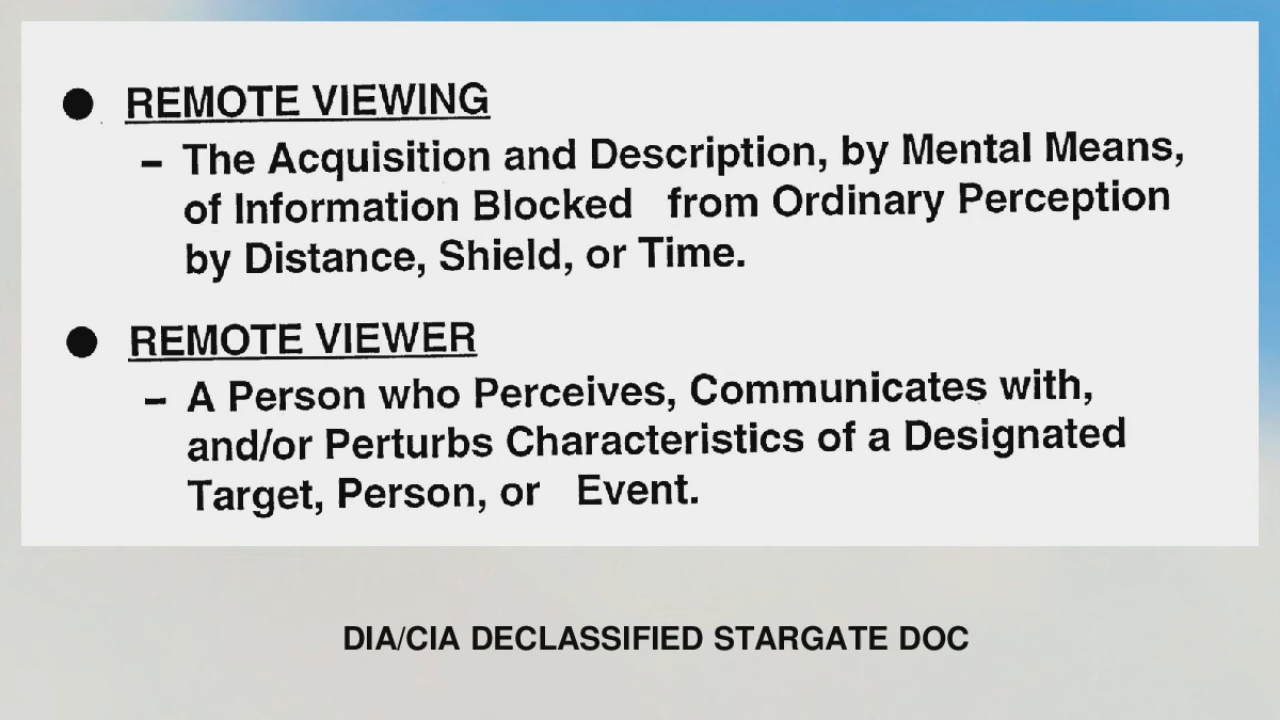 ● REMOTE VIEWING
– The Acquisition and Description, by Mental Means,
of Information Blocked from Ordinary Perception
by Distance, Shield, or Time.
● REMOTE VIEWER
– A Person who Perceives, Communicates with,
and/or Perturbs Characteristics of a Designated
Target, Person, or Event.
DIA/CIA DECLASSIFIED STARGATE DOC